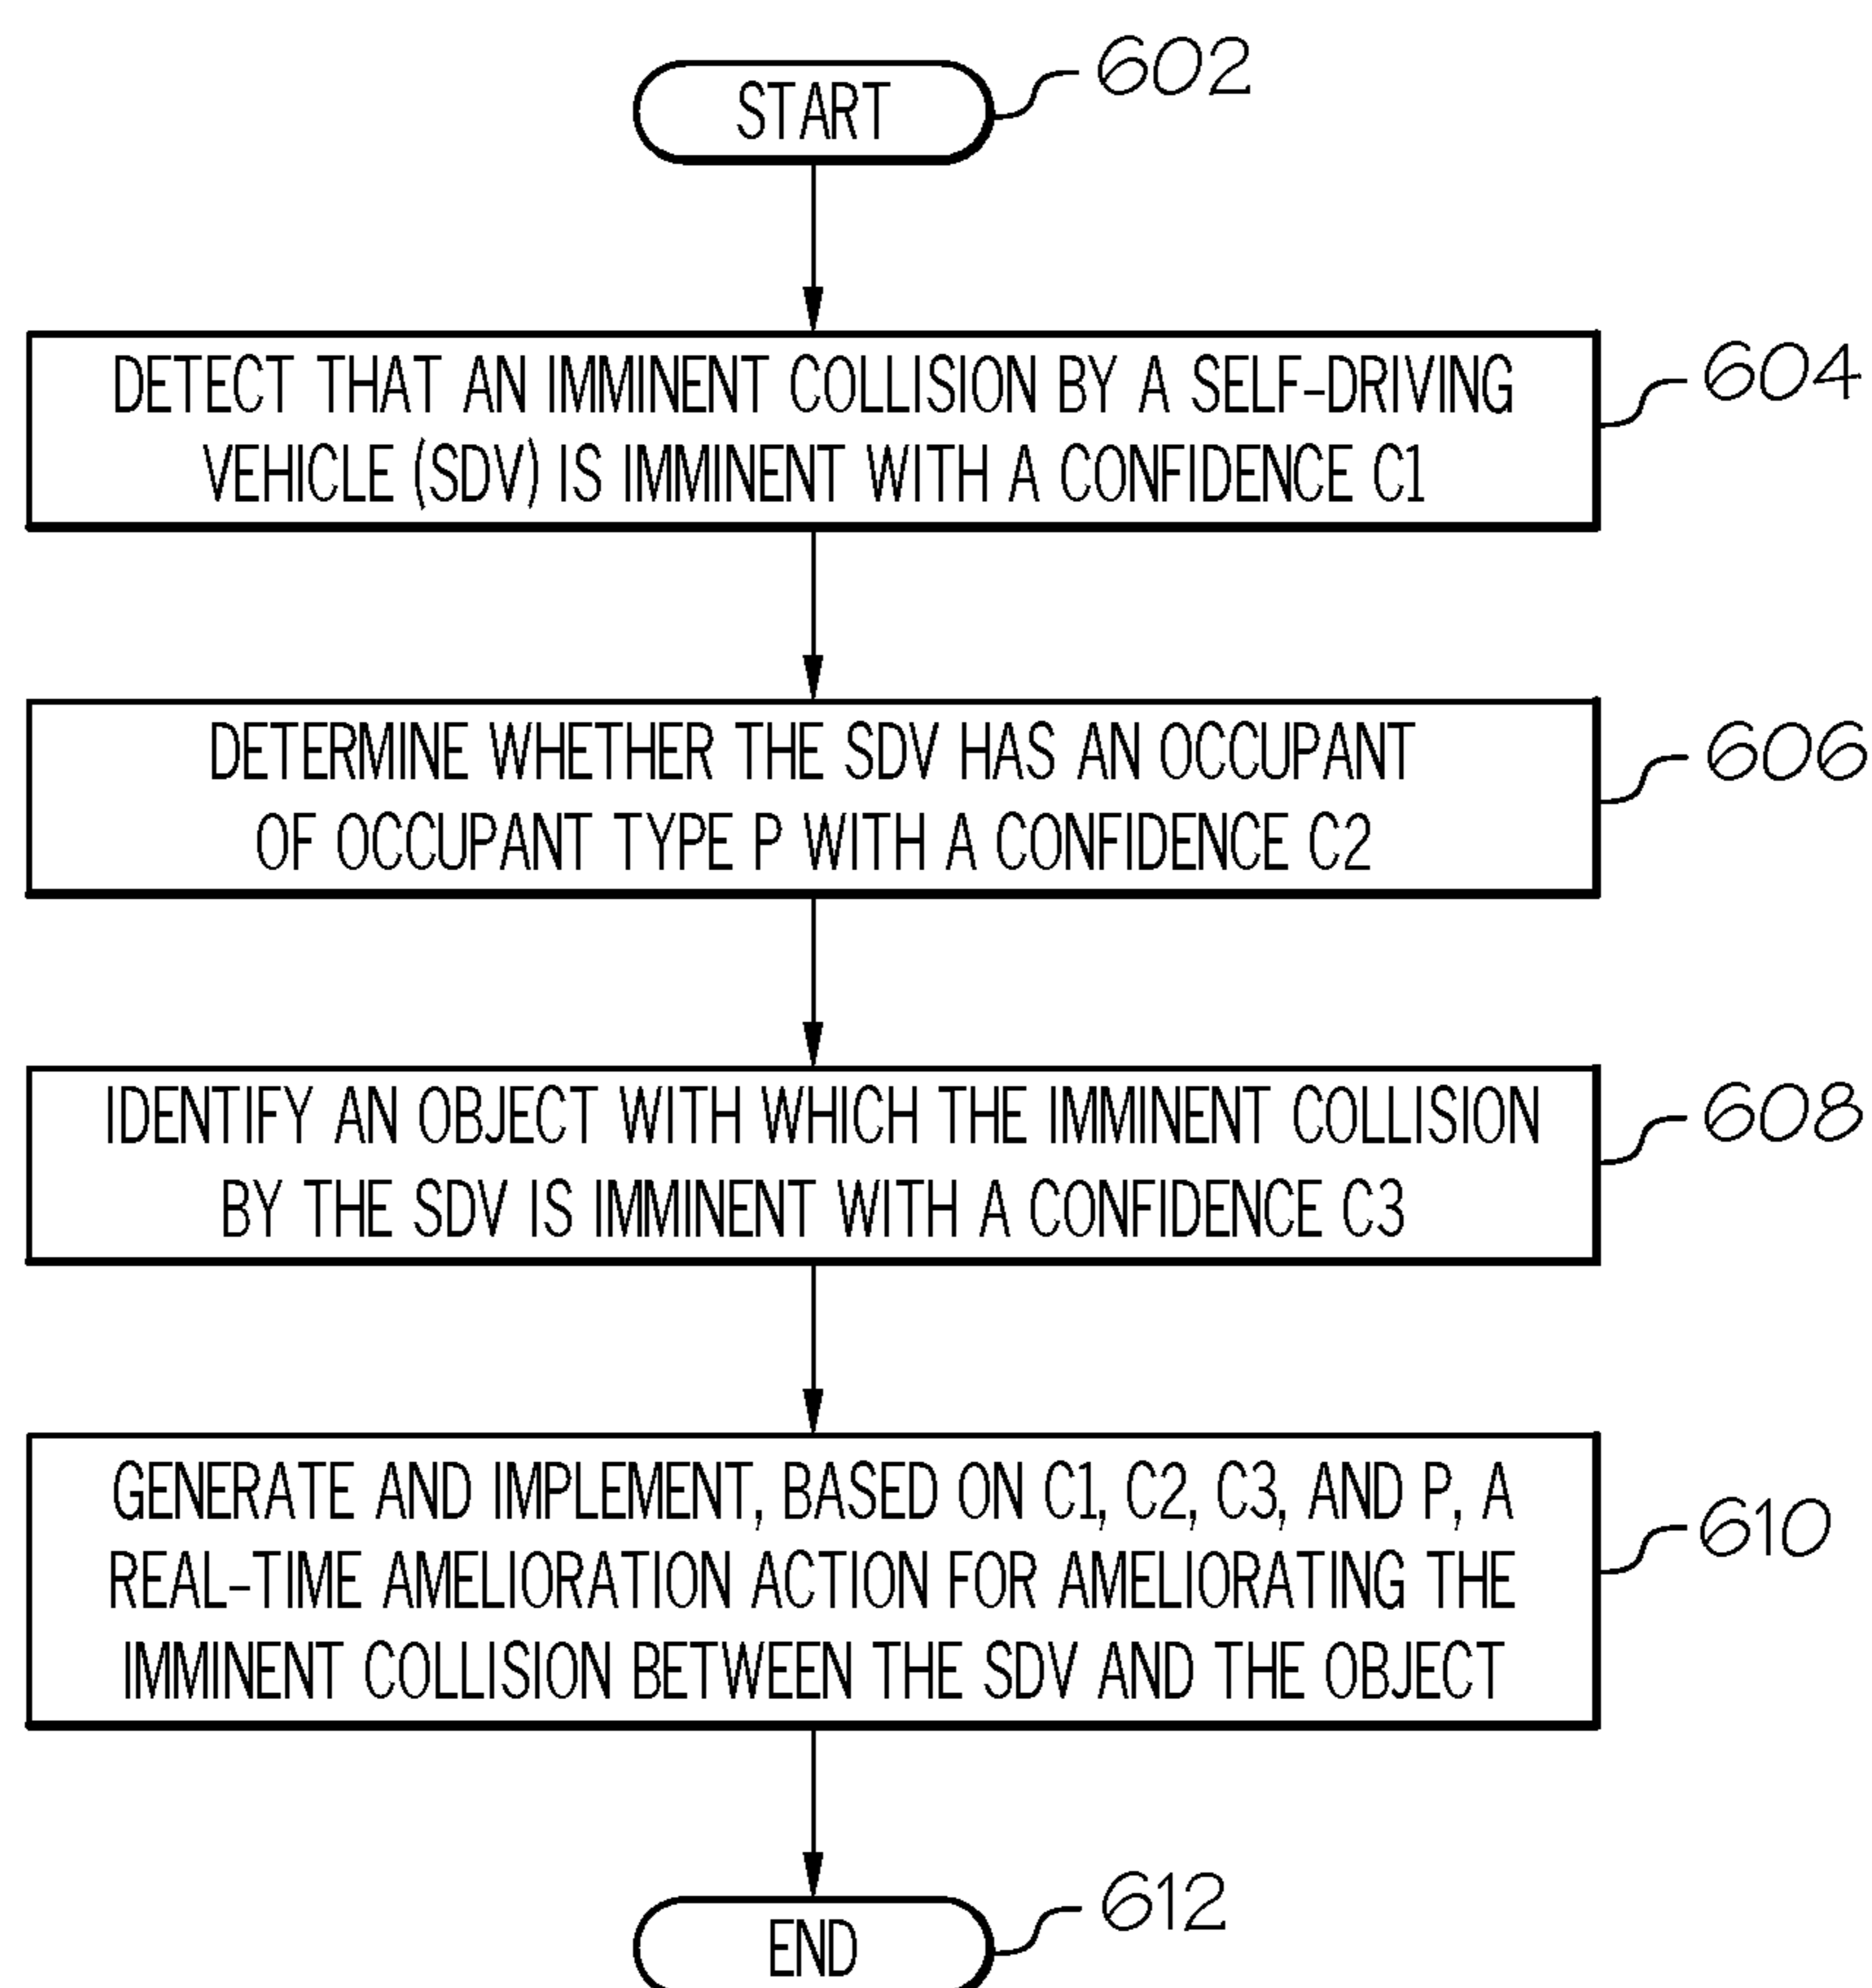 START
602
DETECT THAT AN IMMINENT COLLISION BY A SELF-DRIVING
VEHICLE (SDV) IS IMMINENT WITH A CONFIDENCE C1
604
DETERMINE WHETHER THE SDV HAS AN OCCUPANT
OF OCCUPANT TYPE P WITH A CONFIDENCE C2
606
IDENTIFY AN OBJECT WITH WHICH THE IMMINENT COLLISION
BY THE SDV IS IMMINENT WITH A CONFIDENCE C3
608
GENERATE AND IMPLEMENT, BASED ON C1, C2, C3, AND P, A
REAL-TIME AMELIORATION ACTION FOR AMELIORATING THE
IMMINENT COLLISION BETWEEN THE SDV AND THE OBJECT
610
END
612